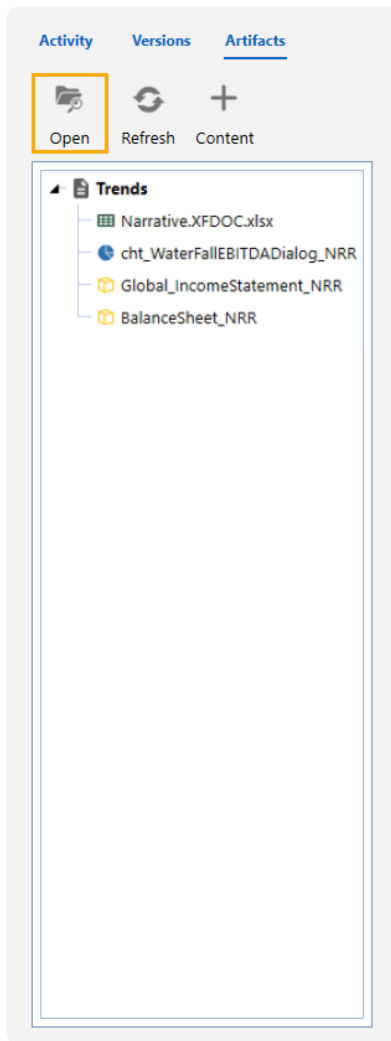 Activity Versions Artifacts
Open Refresh Content
Trends
Narrative.XFDOC.xlsx
cht_WaterFallEBITDADialog_NRR
Global_IncomeStatement_NRR
BalanceSheet_NRR